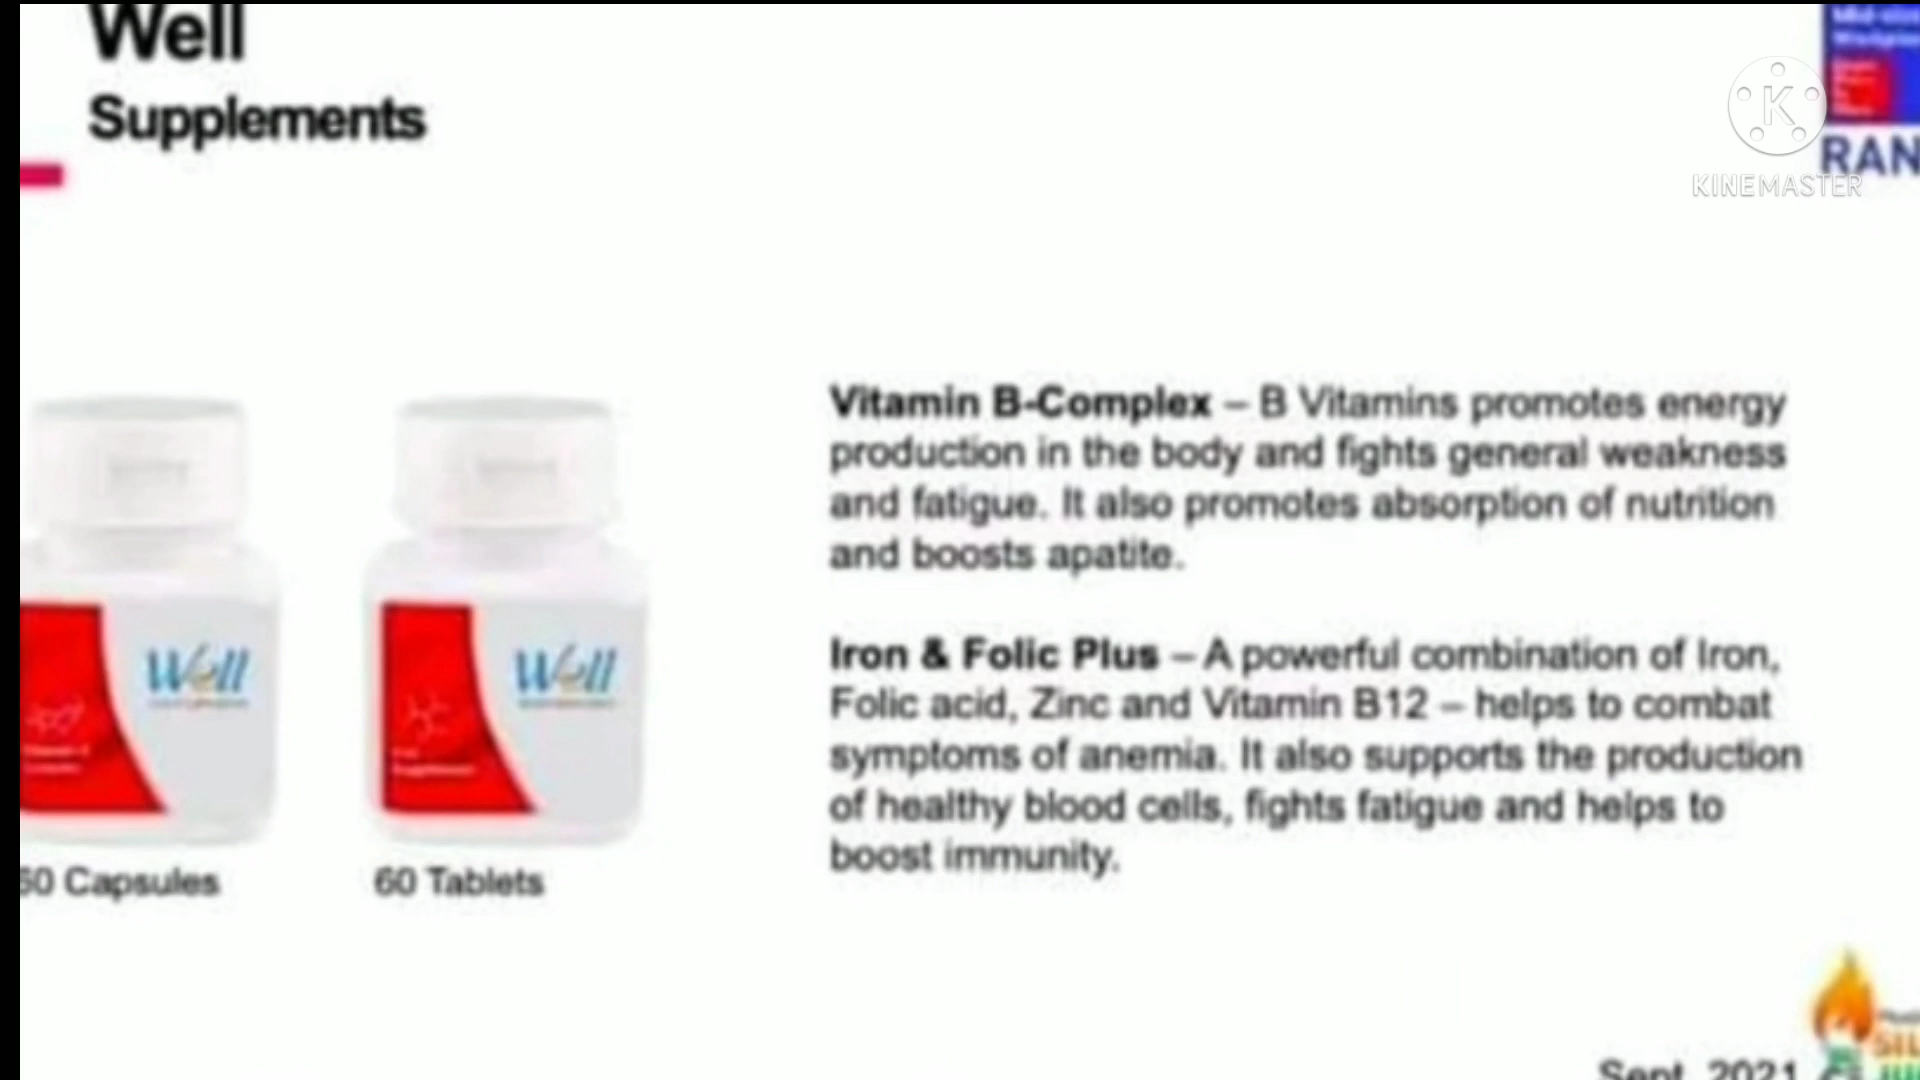 Well
Supplements
RAN
KINEMASTER
Vitamin B-Complex – B Vitamins promotes energy
production in the body and fights general weakness
and fatigue. It also promotes absorption of nutrition
and boosts apatite.
Iron & Folic Plus – A powerful combination of Iron,
Folic acid, Zinc and Vitamin B12 – helps to combat
symptoms of anemia. It also supports the production
of healthy blood cells, fights fatigue and helps to
boost immunity.
Well
Well
60 Capsules
60 Tablets
Sept, 2021